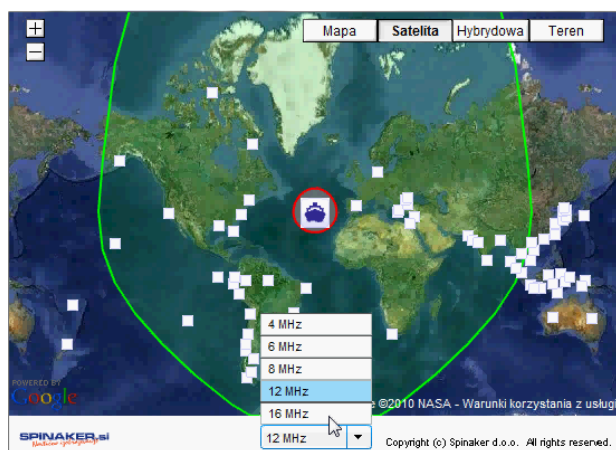 +
Mapa Satelita Hybrydowa Teren
−
4 MHz
6 MHz
8 MHz
12 MHz
16 MHz
POWERED BY
Google
©2010 NASA - Warunki korzystania z usługi
SPINAKER.si
12 MHz
Copyright (c) Spinaker d.o.o. All rights reserved.